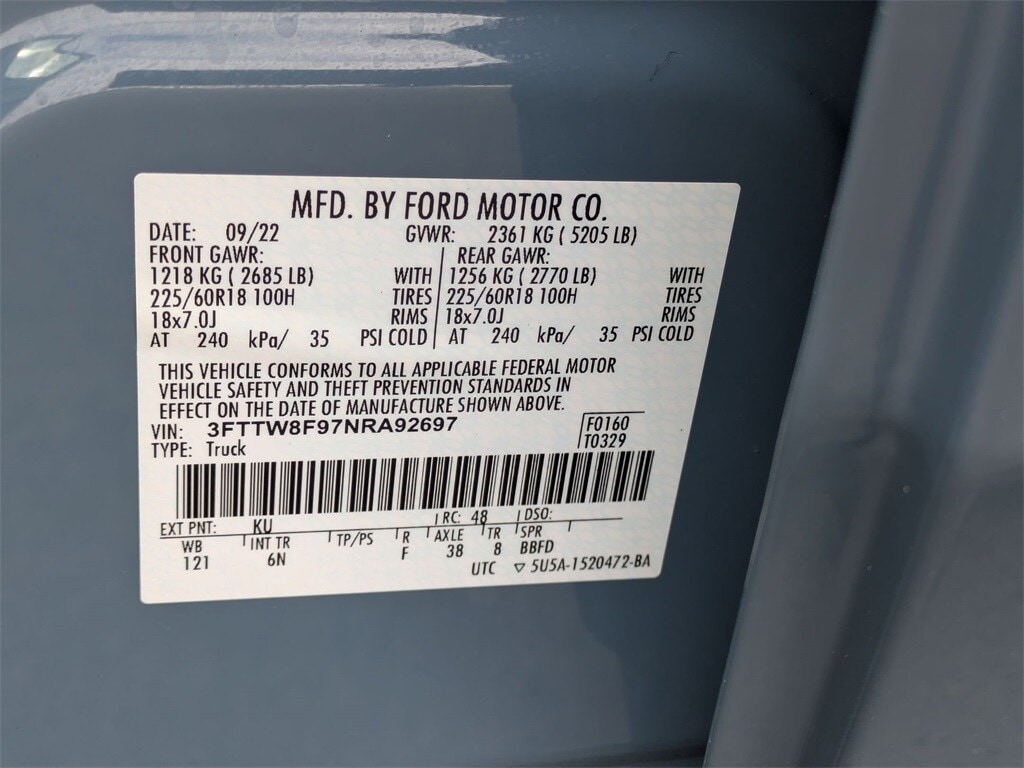 MFD. BY FORD MOTOR CO.
DATE: 09/22 GVWR: 2361 KG ( 5205 LB)
FRONT GAWR: REAR GAWR:
1218 KG ( 2685 LB) WITH 1256 KG ( 2770 LB) WITH
225/60R18 100H TIRES 225/60R18 100H TIRES
18x7.0J RIMS 18x7.0J RIMS
AT 240 kPa/ 35 PSI COLD AT 240 kPa/ 35 PSI COLD
THIS VEHICLE CONFORMS TO ALL APPLICABLE FEDERAL MOTOR
VEHICLE SAFETY AND THEFT PREVENTION STANDARDS IN
EFFECT ON THE DATE OF MANUFACTURE SHOWN ABOVE.
VIN: 3FTTW8F97NRA92697 F0160
TYPE: Truck T0329
EXT PNT: KU RC: 48 DSO:
WB INT TR TP/PS R AXLE TR SPR
121 6N F 38 8 BBFD
UTC ▽ 5U5A-1520472-BA